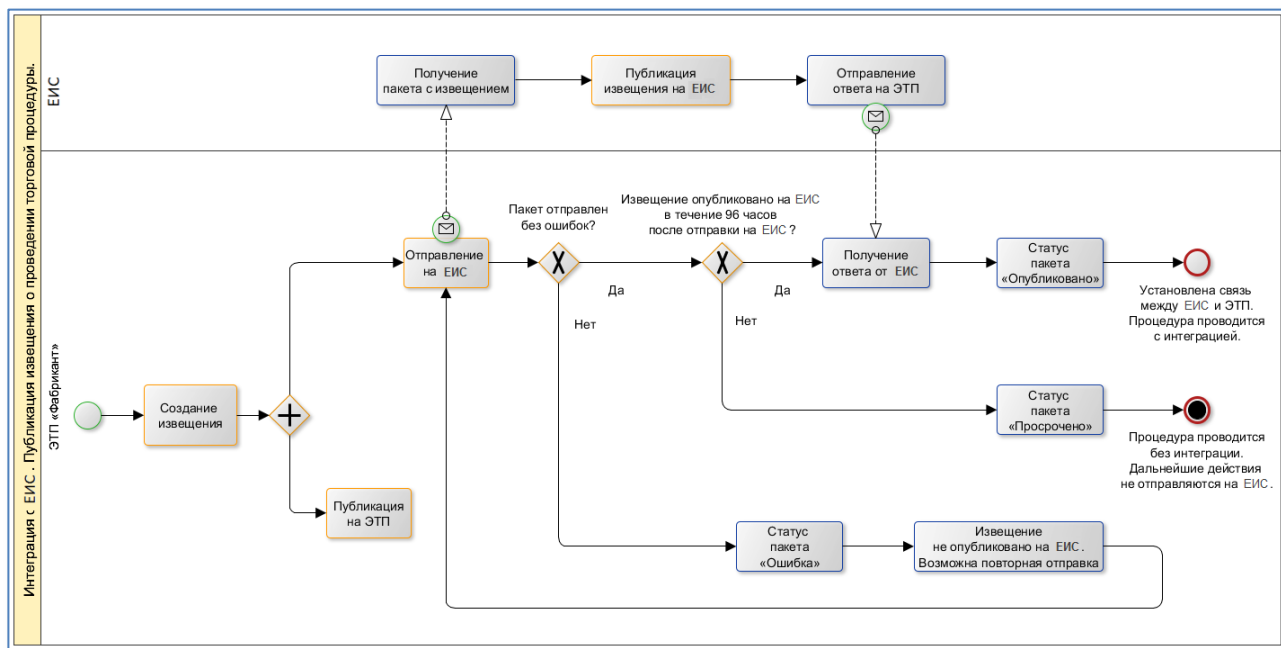 Интеграция с ЕИС . Публикация извещения о проведении торговой процедуры.
ЕИС
Получение
пакета с извещением
Публикация
извещения на ЕИС
Отправление
ответа на ЭТП
ЭТП «Фабрикант»
Создание
извещения
Публикация
на ЭТП
Отправление
на ЕИС
Пакет отправлен
без ошибок?
Да
Нет
Извещение опубликовано на ЕИС
в течение 96 часов
после отправки на ЕИС ?
Да
Нет
Получение
ответа от ЕИС
Статус
пакета
«Опубликовано»
Установлена связь
между ЕИС и ЭТП.
Процедура проводится
с интеграцией.
Статус
пакета
«Просрочено»
Процедура проводится
без интеграции.
Дальнейшие действия
не отправляются на ЕИС .
Статус
пакета
«Ошибка»
Извещение
не опубликовано на ЕИС .
Возможна повторная отправка